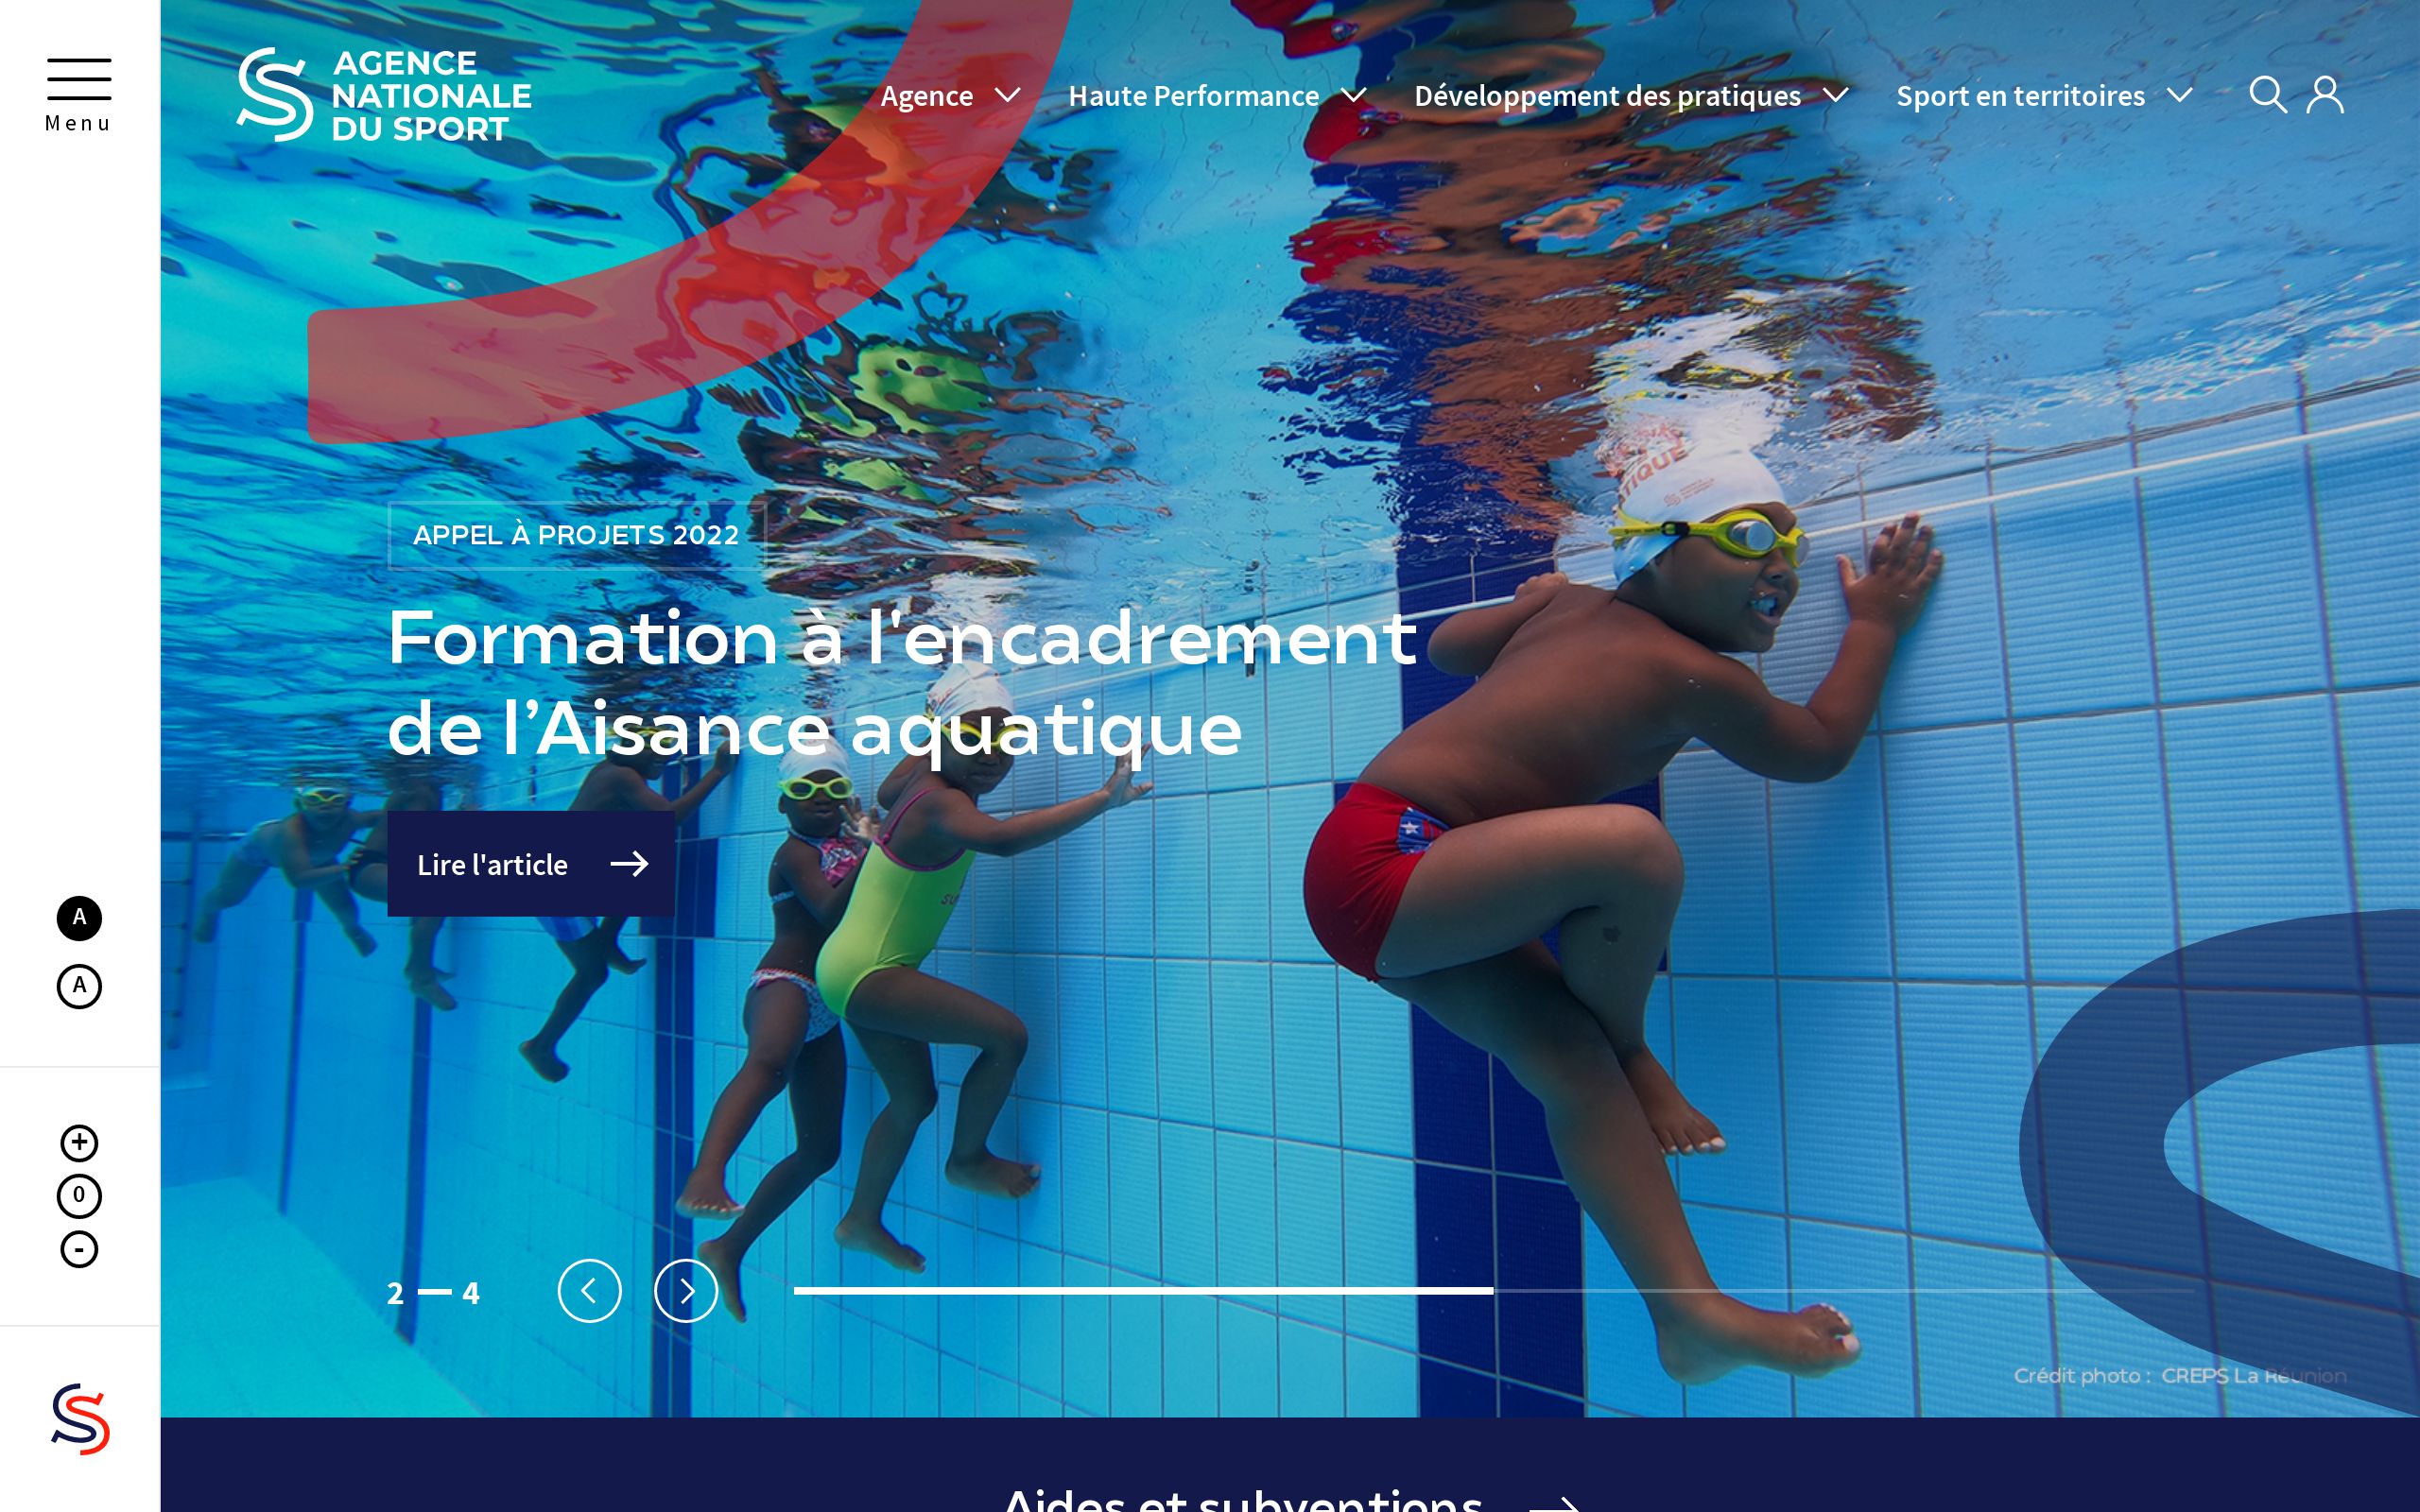 Menu
AGENCE
NATIONALE
DU SPORT
Agence
Haute Performance
Développement des pratiques
Sport en territoires
APPEL À PROJETS 2022
Formation à l'encadrement
de l’Aisance aquatique
Lire l'article
A
A
+
0
-
2 — 4
TIQUE
Crédit photo : CREPS La Réunion
Aides et subventions